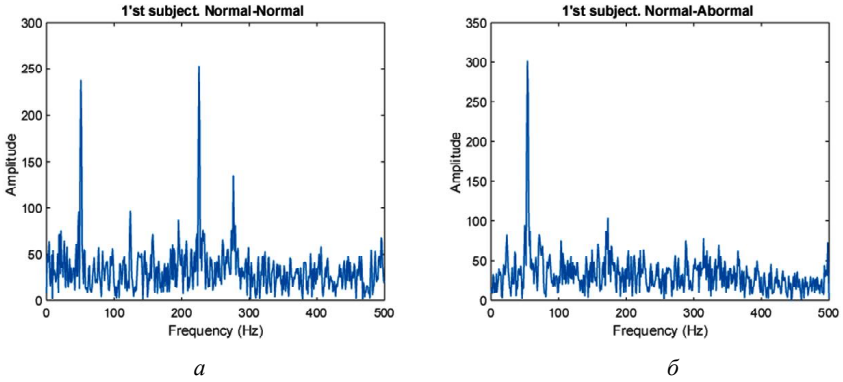 1'st subject. Normal-Normal
300
250
200
150
100
50
0
Amplitude
0 100 200 300 400 500
Frequency (Hz)
а
1'st subject. Normal-Abormal
350
300
250
200
150
100
50
0
Amplitude
0 100 200 300 400 500
Frequency (Hz)
б